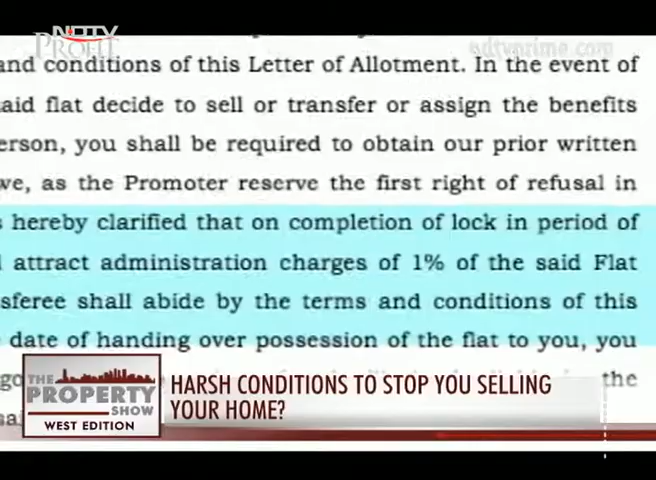 NDTV
PROFIT
ndtvprime.com
and conditions of this Letter of Allotment. In the event of
aid flat decide to sell or transfer or assign the benefits
erson, you shall be required to obtain our prior written
we, as the Promoter reserve the first right of refusal in
s hereby clarified that on completion of lock in period of
attract administration charges of 1% of the said Flat
sferee shall abide by the terms and conditions of this
date of handing over possession of the flat to you, you
the
THE
PROPERTY
SHOW
WEST EDITION
HARSH CONDITIONS TO STOP YOU SELLING
YOUR HOME?